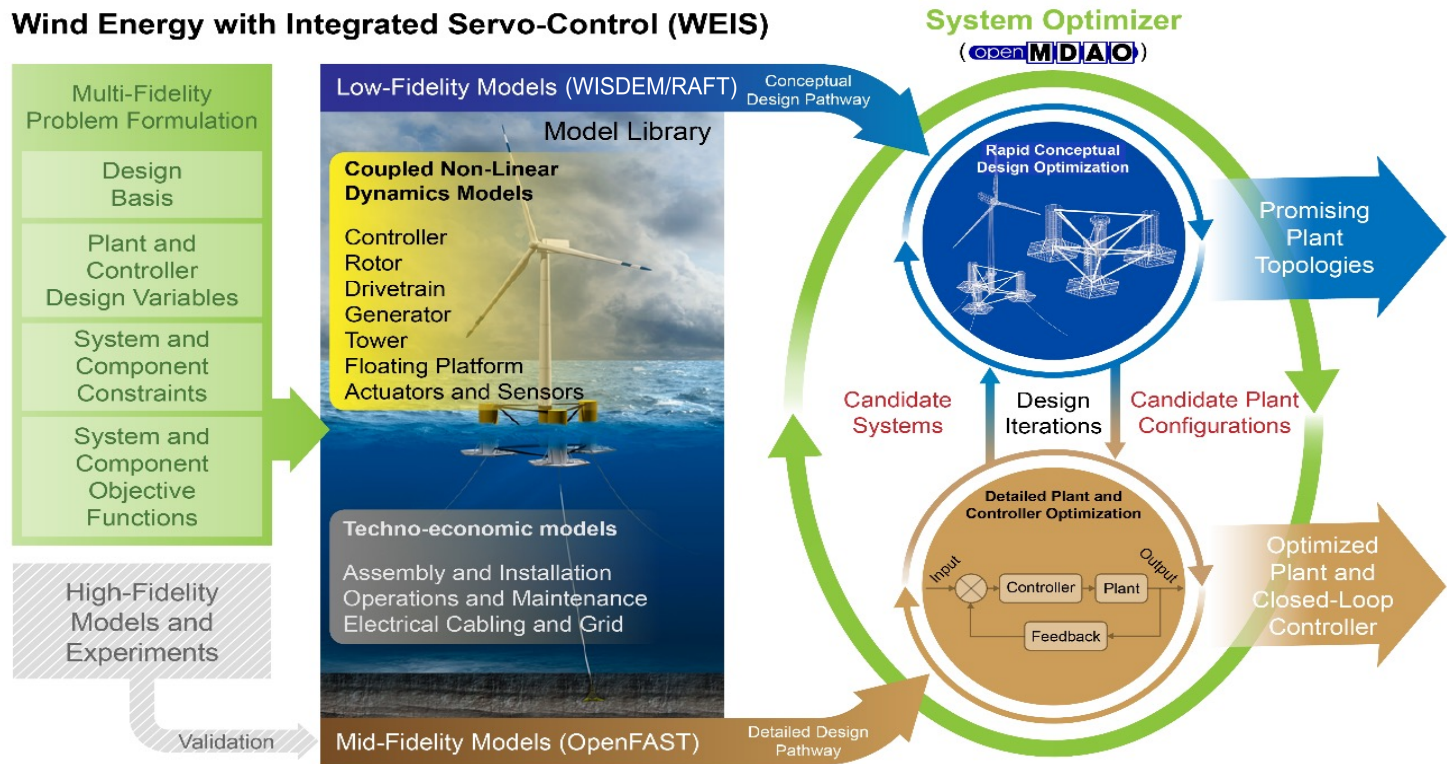 Wind Energy with Integrated Servo-Control (WEIS)
System Optimizer
(openMDAO)
Multi-Fidelity
Problem Formulation
Design
Basis
Plant and
Controller
Design Variables
System and
Component
Constraints
System and
Component
Objective
Functions
High-Fidelity
Models and
Experiments
Validation
Low-Fidelity Models (WISDEM/RAFT)
Conceptual
Design Pathway
Model Library
Coupled Non-Linear
Dynamics Models
Controller
Rotor
Drivetrain
Generator
Tower
Floating Platform
Actuators and Sensors
Techno-economic models
Assembly and Installation
Operations and Maintenance
Electrical Cabling and Grid
Mid-Fidelity Models (OpenFAST)
Detailed Design
Pathway
Rapid Conceptual
Design Optimization
Promising
Plant
Topologies
Candidate
Systems
Design
Iterations
Candidate Plant
Configurations
Detailed Plant and
Controller Optimization
Input
Controller
Plant
Output
Feedback
Optimized
Plant and
Closed-Loop
Controller